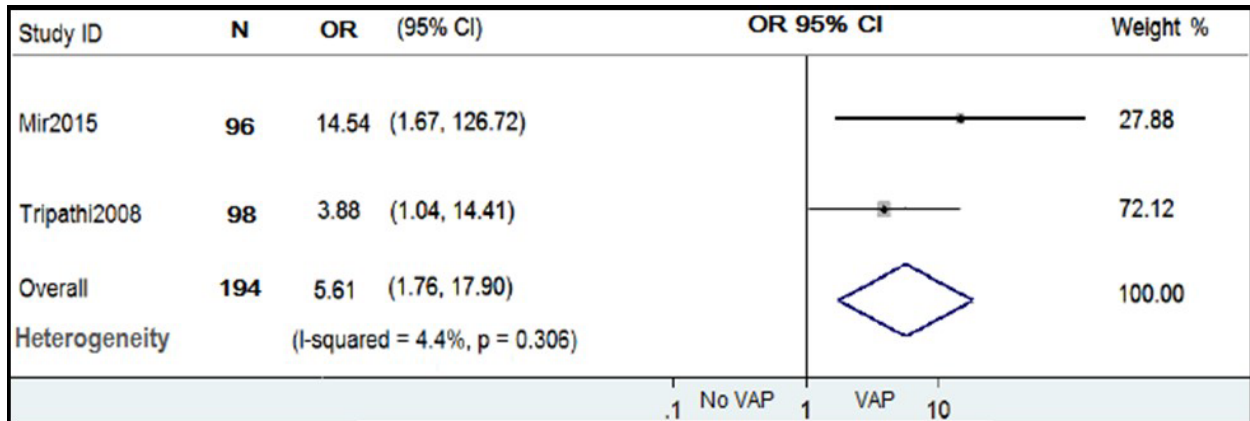 Study ID N OR (95% CI) OR 95% CI Weight %
Mir2015 96 14.54 (1.67, 126.72) 27.88
Tripathi2008 98 3.88 (1.04, 14.41) 72.12
Overall 194 5.61 (1.76, 17.90) 100.00
Heterogeneity (I-squared = 4.4%, p = 0.306)
.1 No VAP 1 VAP 10